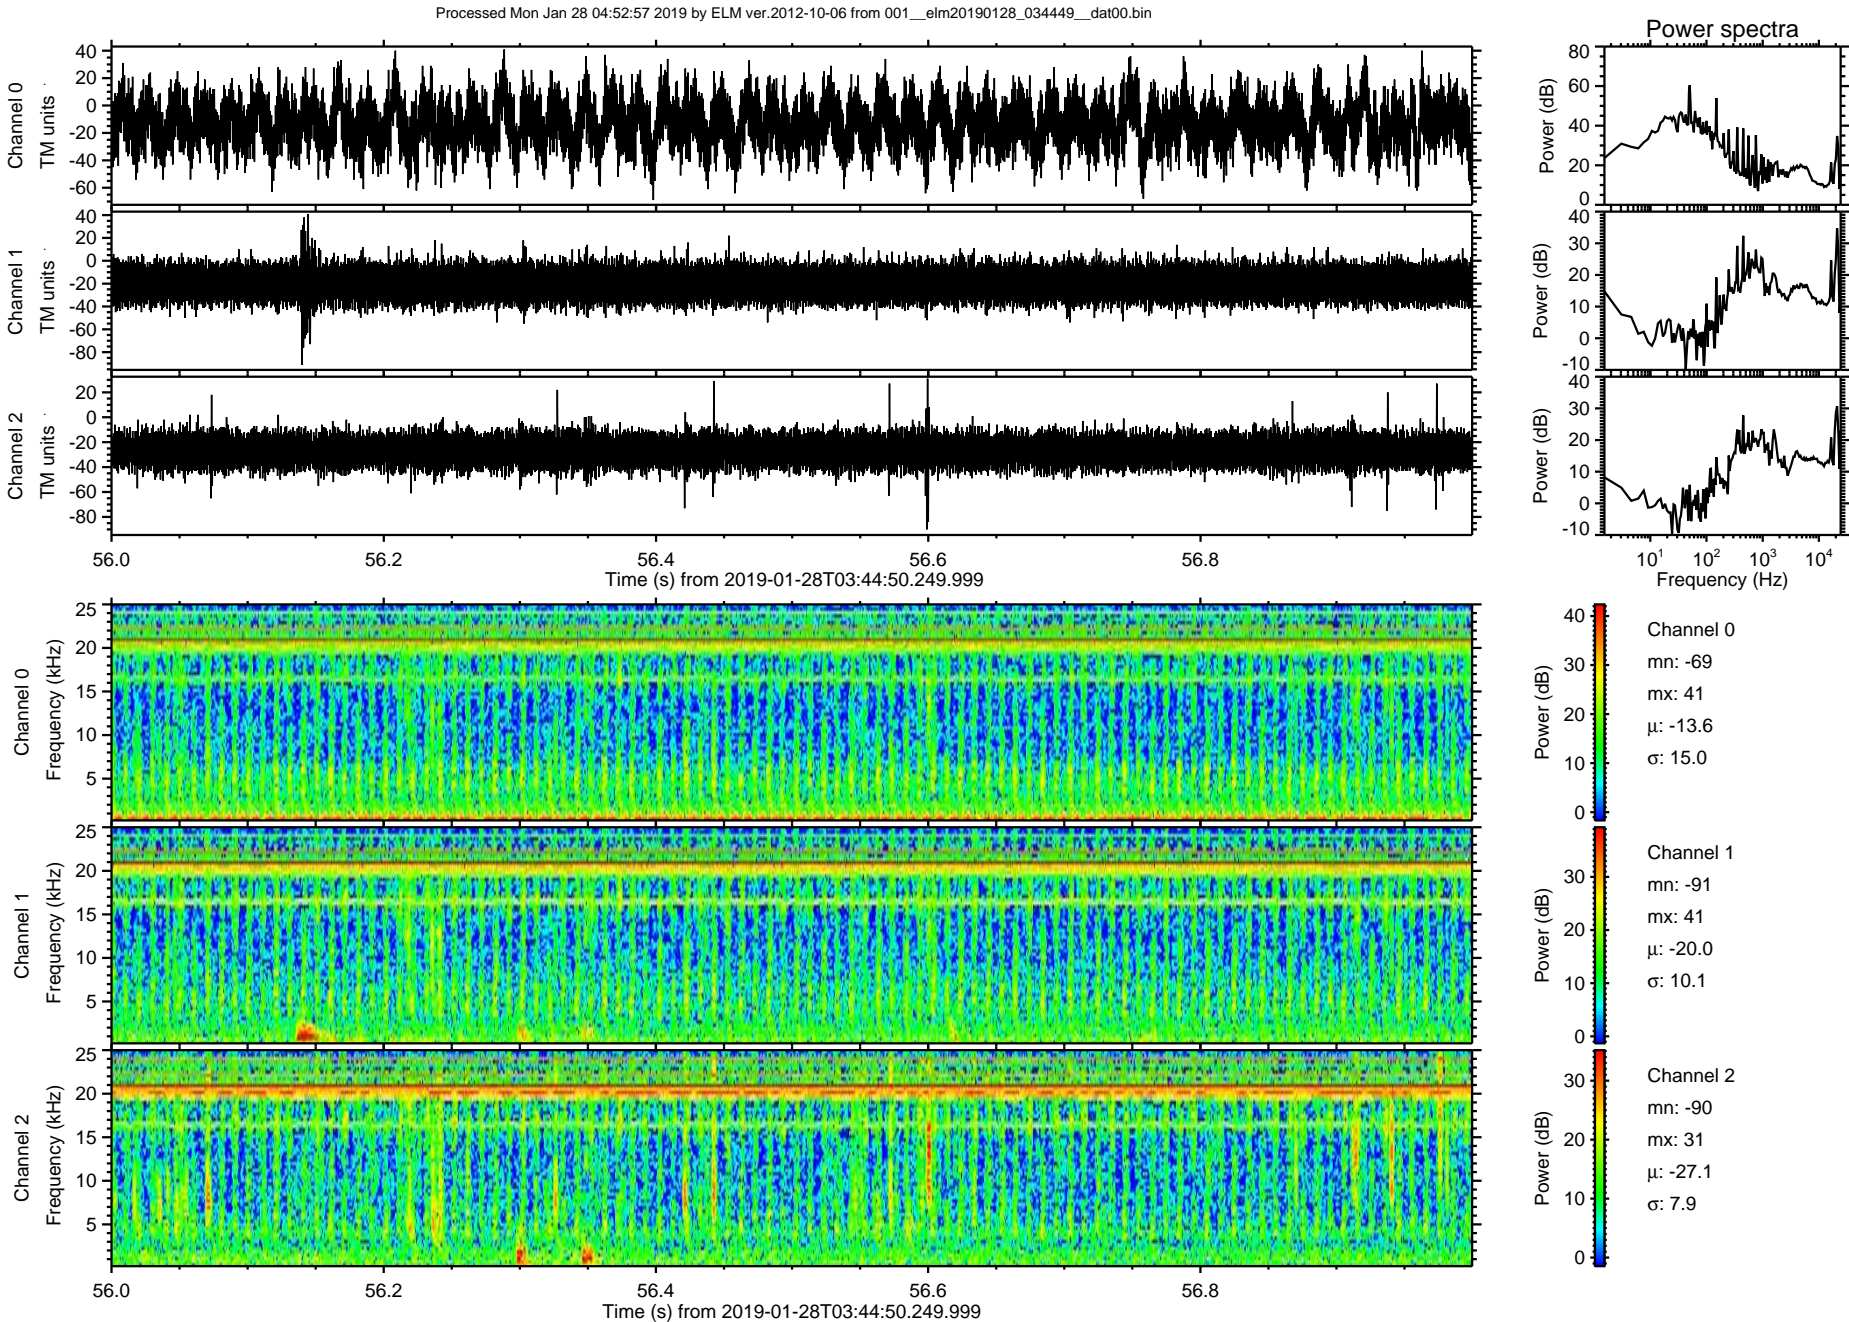 Processed Mon Jan 28 04:52:57 2019 by ELM ver.2012-10-06 from 001__elm20190128_034449__dat00.bin
Power spectra
Channel 0
TM units
40
20
0
-20
-40
-60
Power (dB)
80
60
40
20
0
Channel 1
TM units
40
20
0
-20
-40
-60
-80
Power (dB)
40
30
20
10
0
-10
Channel 2
TM units
20
0
-20
-40
-60
-80
Power (dB)
40
30
20
10
0
-10
56.0 56.2 56.4 56.6 56.8
Time (s) from 2019-01-28T03:44:50.249.999
10^1 10^2 10^3 10^4
Frequency (Hz)
Channel 0
Frequency (kHz)
25
20
15
10
5
Power (dB)
40
30
20
10
0
Channel 0
mn: -69
mx: 41
μ: -13.6
σ: 15.0
Channel 1
Frequency (kHz)
25
20
15
10
5
Power (dB)
30
20
10
0
Channel 1
mn: -91
mx: 41
μ: -20.0
σ: 10.1
Channel 2
Frequency (kHz)
25
20
15
10
5
Power (dB)
30
20
10
0
Channel 2
mn: -90
mx: 31
μ: -27.1
σ: 7.9
56.0 56.2 56.4 56.6 56.8
Time (s) from 2019-01-28T03:44:50.249.999